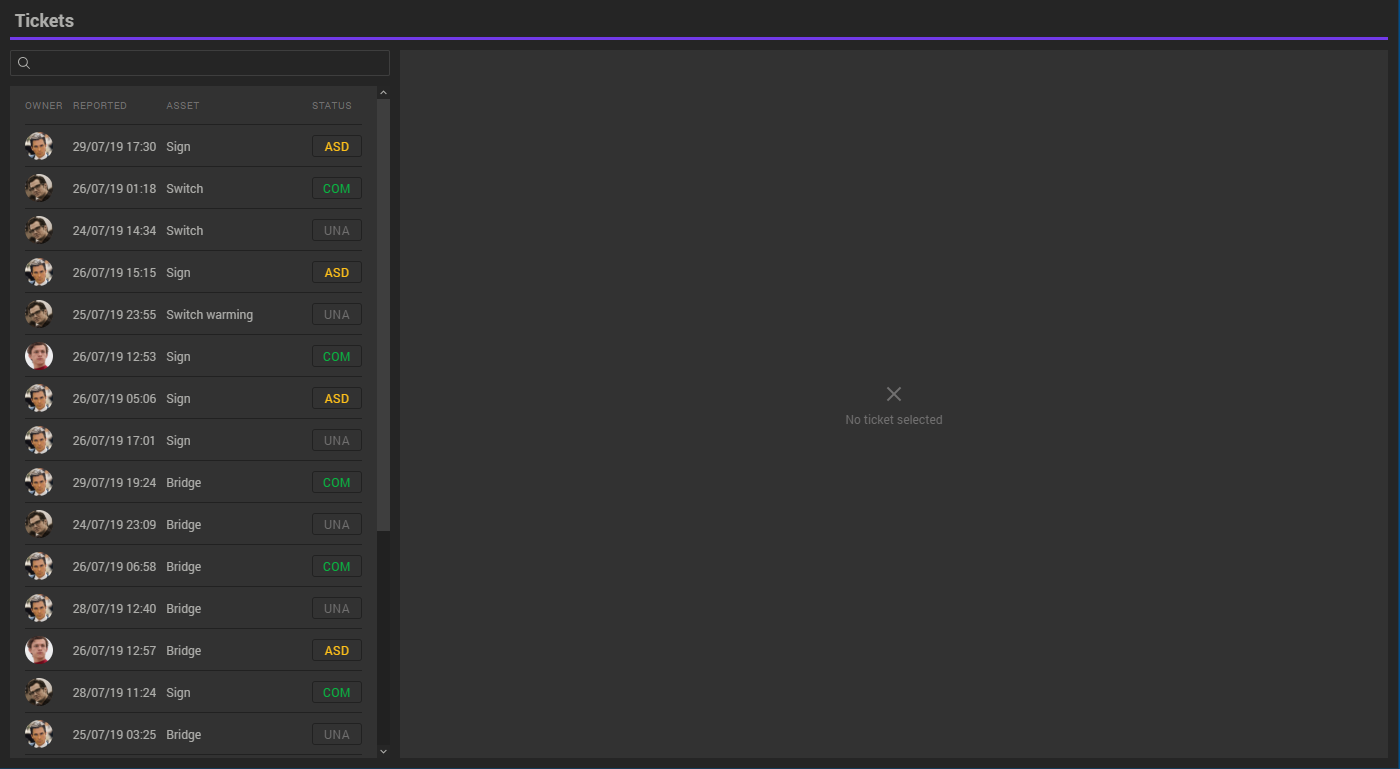 Tickets
OWNER REPORTED ASSET STATUS
29/07/19 17:30 Sign ASD
26/07/19 01:18 Switch COM
24/07/19 14:34 Switch UNA
26/07/19 15:15 Sign ASD
25/07/19 23:55 Switch warming UNA
26/07/19 12:53 Sign COM
26/07/19 05:06 Sign ASD
26/07/19 17:01 Sign UNA
29/07/19 19:24 Bridge COM
24/07/19 23:09 Bridge UNA
26/07/19 06:58 Bridge COM
28/07/19 12:40 Bridge UNA
26/07/19 12:57 Bridge ASD
28/07/19 11:24 Sign COM
25/07/19 03:25 Bridge UNA
No ticket selected